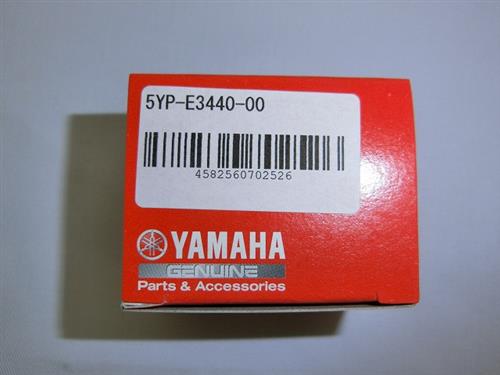 5YP-E3440-00
4582560702526
YAMAHA
GENUINE
Parts & Accessories